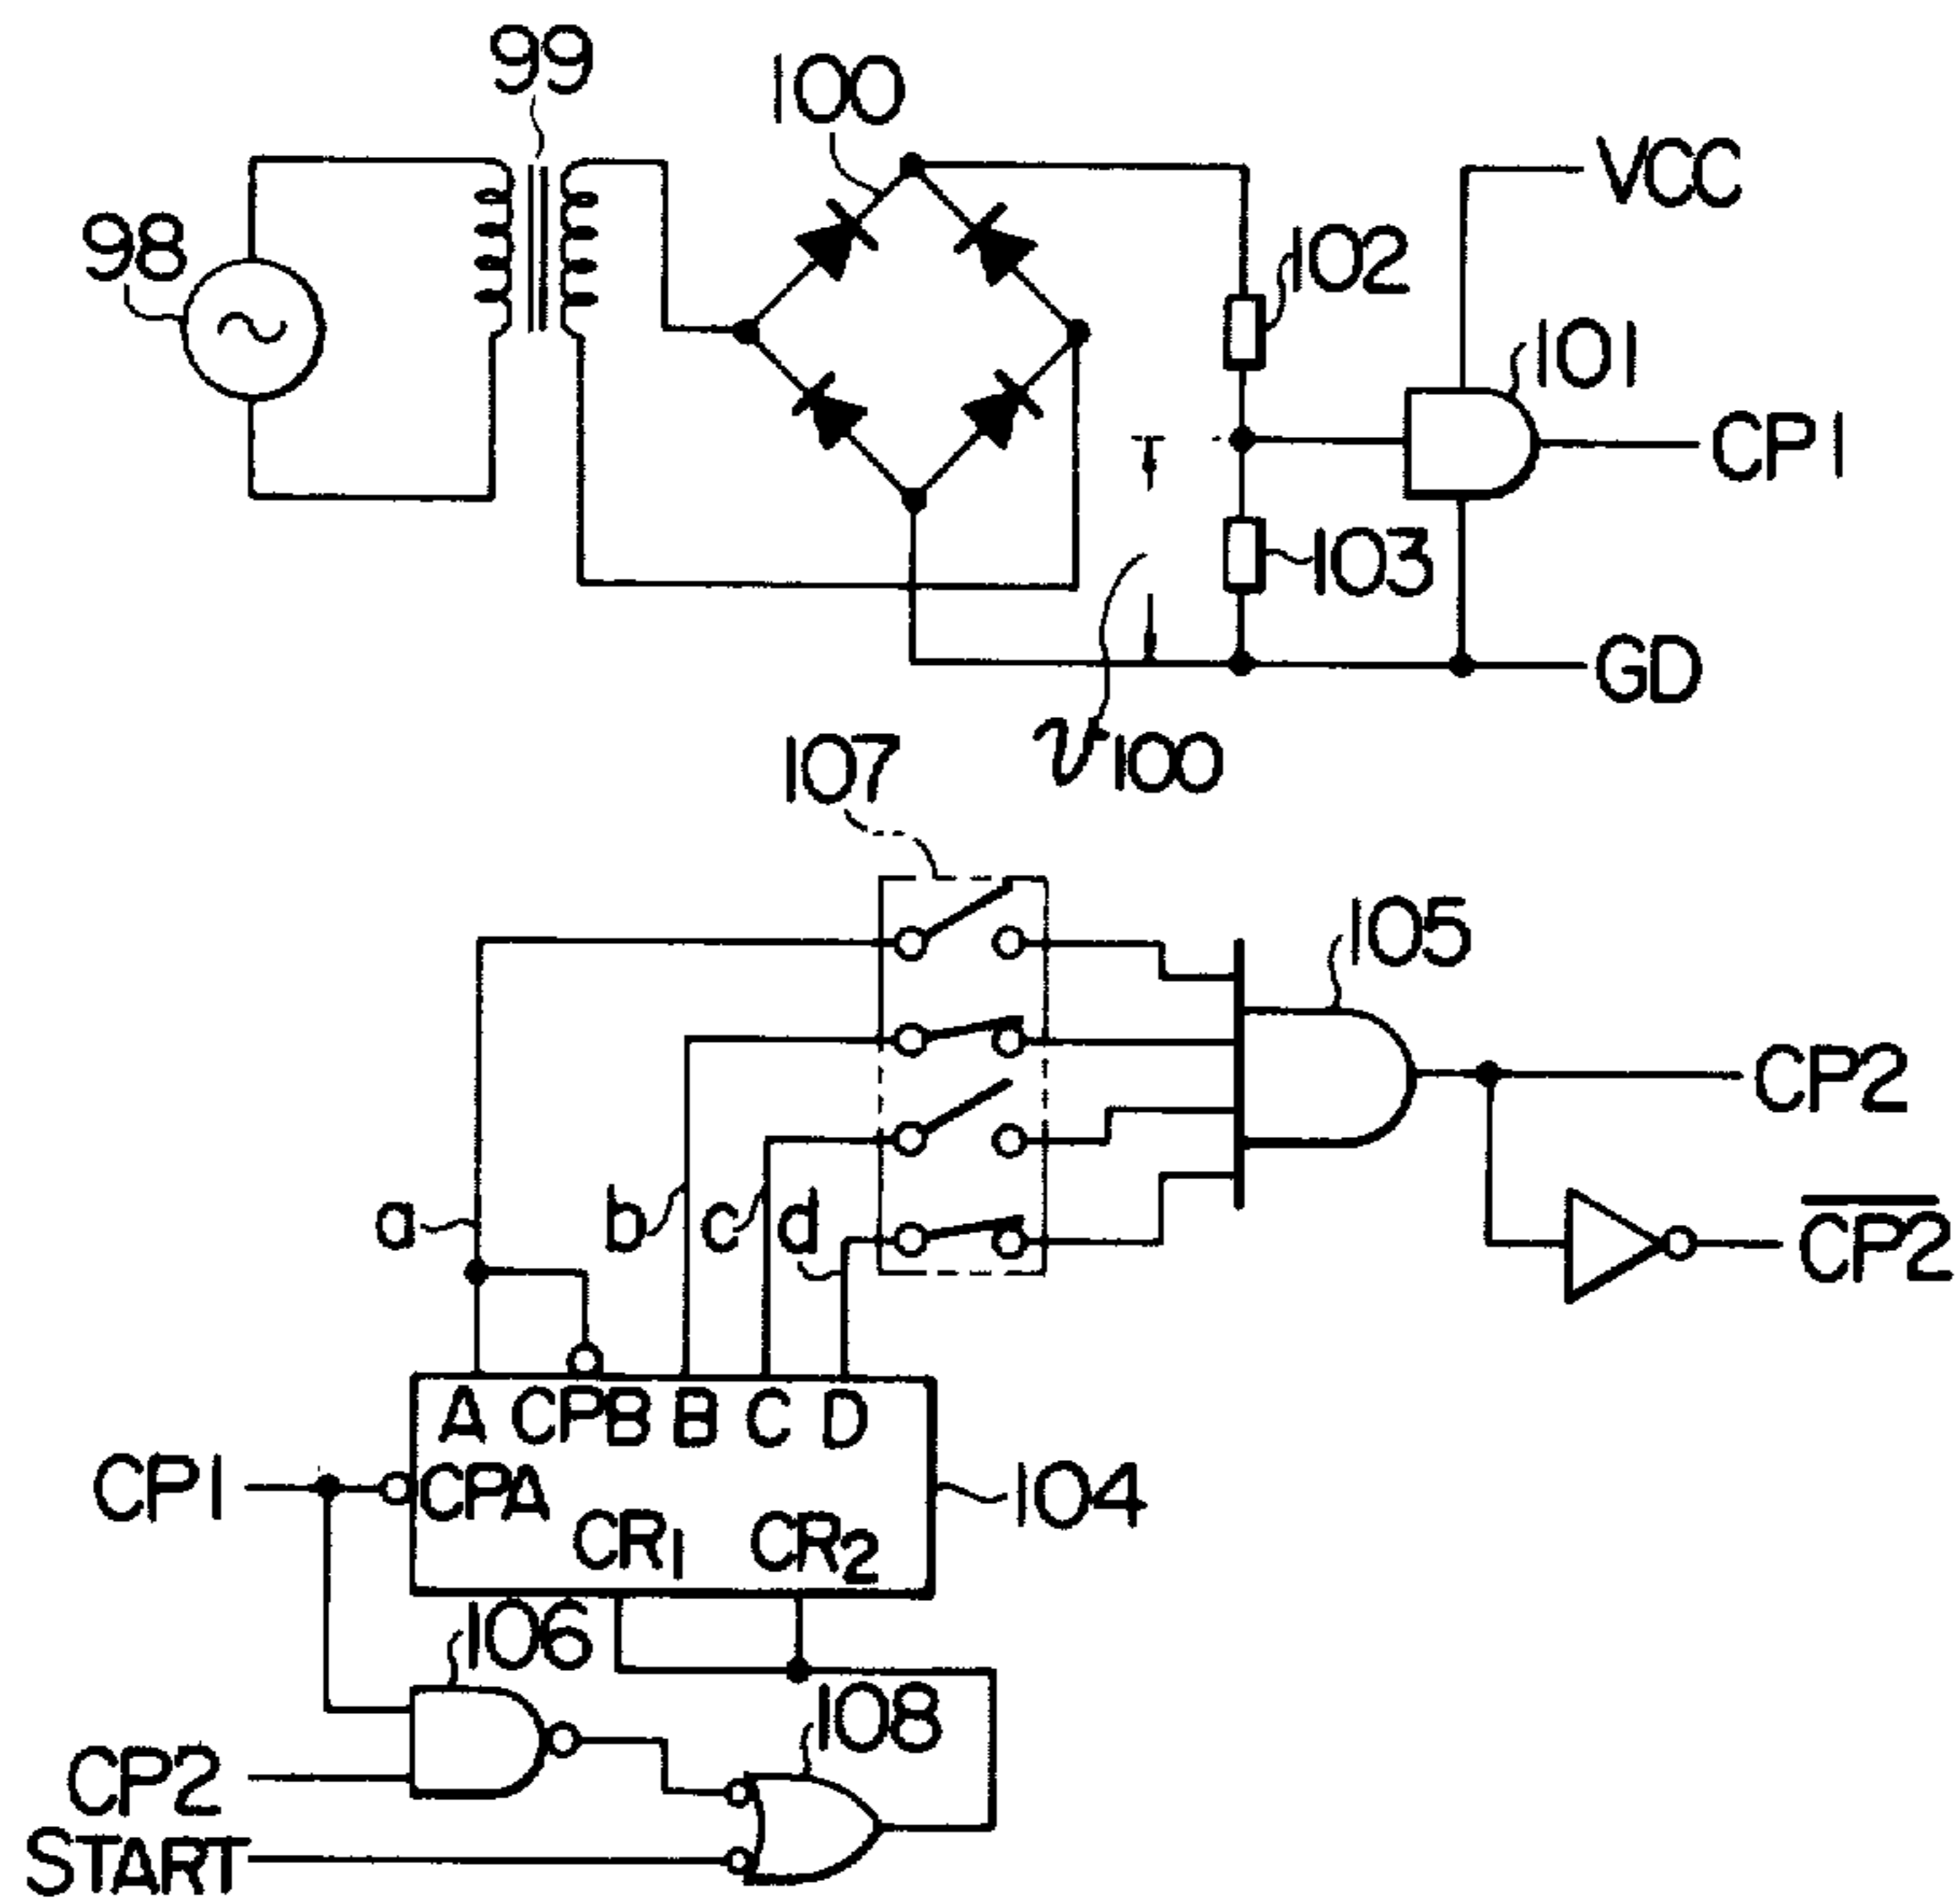 99
100
VCC
98
102
101
CP1
103
GD
v100
107
105
CP2
a
b
c
d
CP2
A CPB B C D
CP1
CPA
104
CR1 CR2
106
108
CP2
START